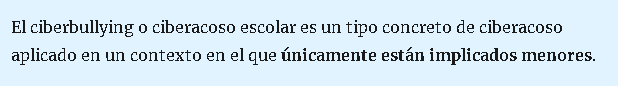 El ciberbullying o ciberacoso escolar es un tipo concreto de ciberacoso
aplicado en un contexto en el que únicamente están implicados menores.